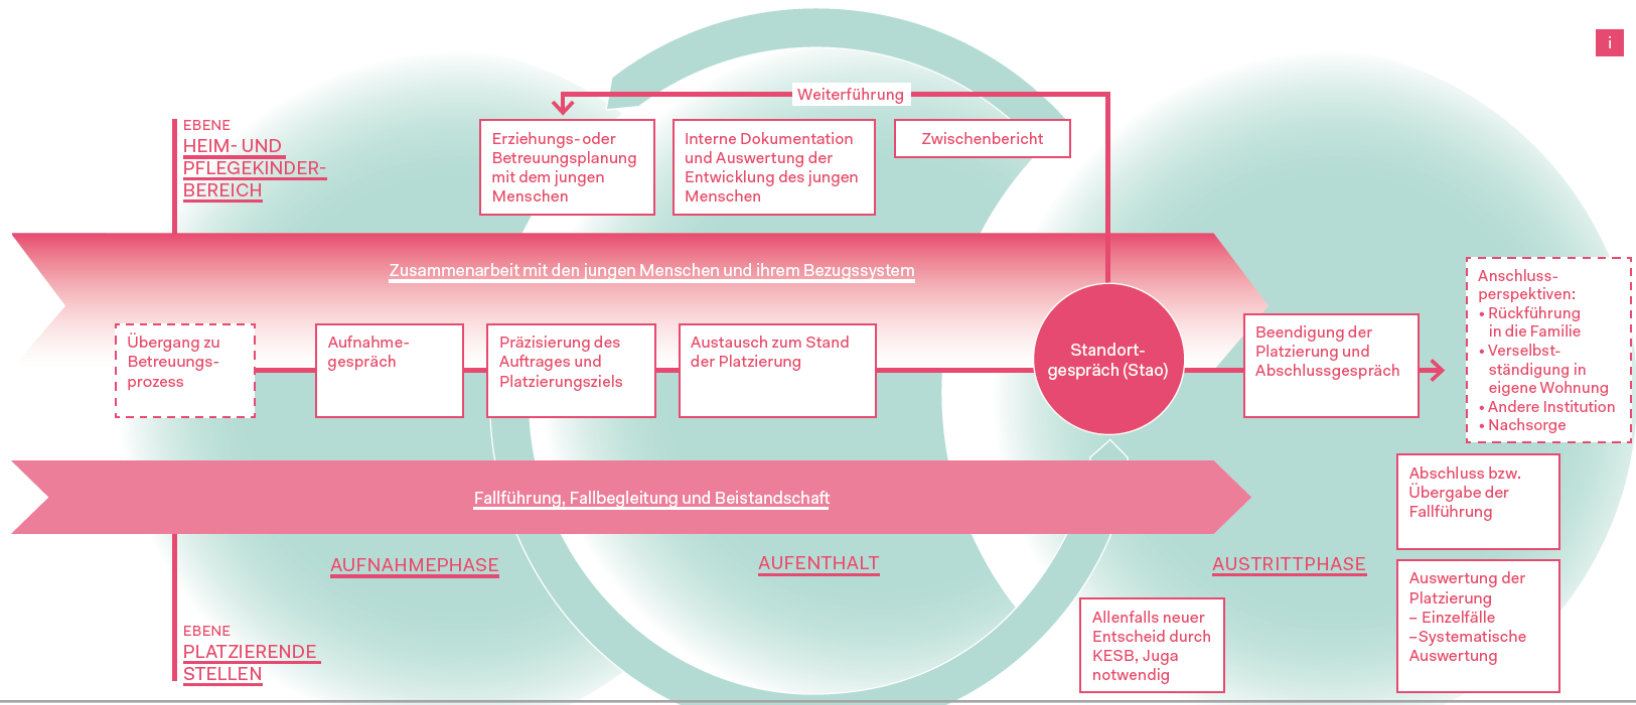 i
Weiterführung
EBENE
HEIM- UND
PFLEGEKINDER-
BEREICH
Erziehungs- oder
Betreuungsplanung
mit dem jungen
Menschen
Interne Dokumentation
und Auswertung der
Entwicklung des jungen
Menschen
Zwischenbericht
Zusammenarbeit mit den jungen Menschen und ihrem Bezugssystem
Übergang zu
Betreuungs-
prozess
Aufnahme-
gespräch
Präzisierung des
Auftrages und
Platzierungsziels
Austausch zum Stand
der Platzierung
Standort-
gespräch (Stao)
Beendigung der
Platzierung und
Abschlussgespräch
Anschluss-
perspektiven:
• Rückführung
in die Familie
• Verselbst-
ständigung in
eigene Wohnung
• Andere Institution
• Nachsorge
Fallführung, Fallbegleitung und Beistandschaft
Abschluss bzw.
Übergabe der
Fallführung
AUFNAHMEPHASE
AUFENTHALT
AUSTRITTPHASE
Auswertung der
Platzierung
– Einzelfälle
–Systematische
Auswertung
Allenfalls neuer
Entscheid durch
KESB, Juga
notwendig
EBENE
PLATZIERENDE
STELLEN